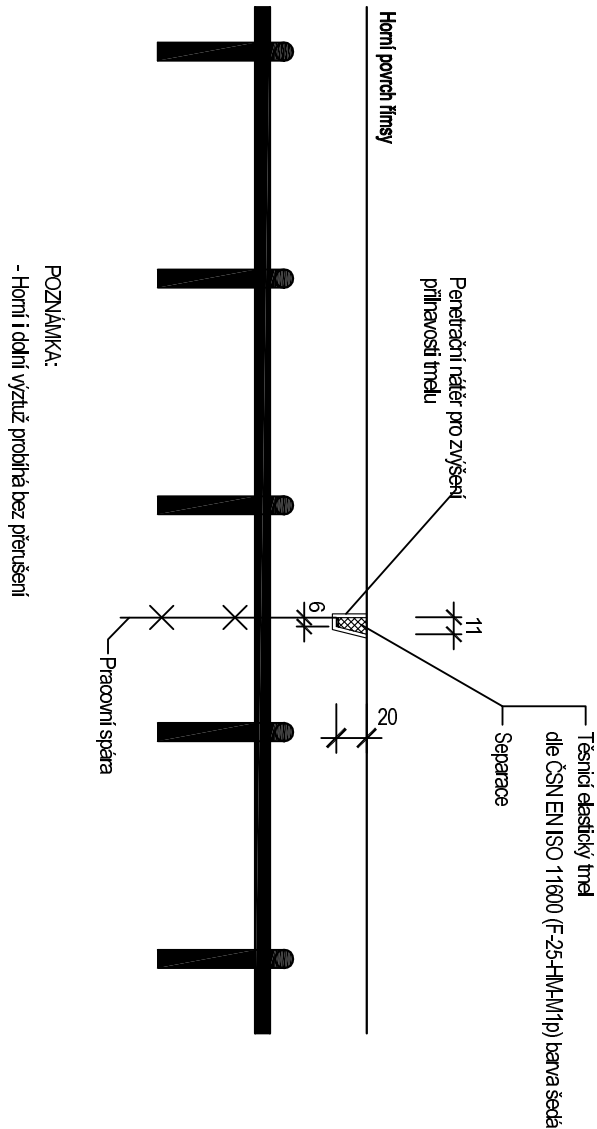 Těsnicí elastický tmel
dle ČSN EN ISO 11600 (F-25-HM-M1p) barva šedá
Separace
Penetrační nátěr pro zvýšení
přilnavosti tmelu
11
20
6
Horní povrch římsy
Pracovní spára
POZNÁMKA:
- Horní i dolní výztuž probíhá bez přerušení